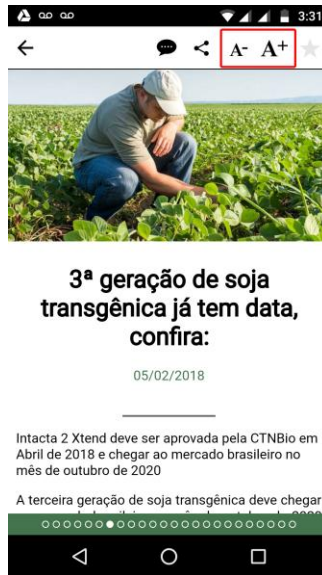 3:31
A- A+
3ª geração de soja
transgênica já tem data,
confira:
05/02/2018
Intacta 2 Xtend deve ser aprovada pela CTNBio em
Abril de 2018 e chegar ao mercado brasileiro no
mês de outubro de 2020
A terceira geração de soja transgênica deve chegar